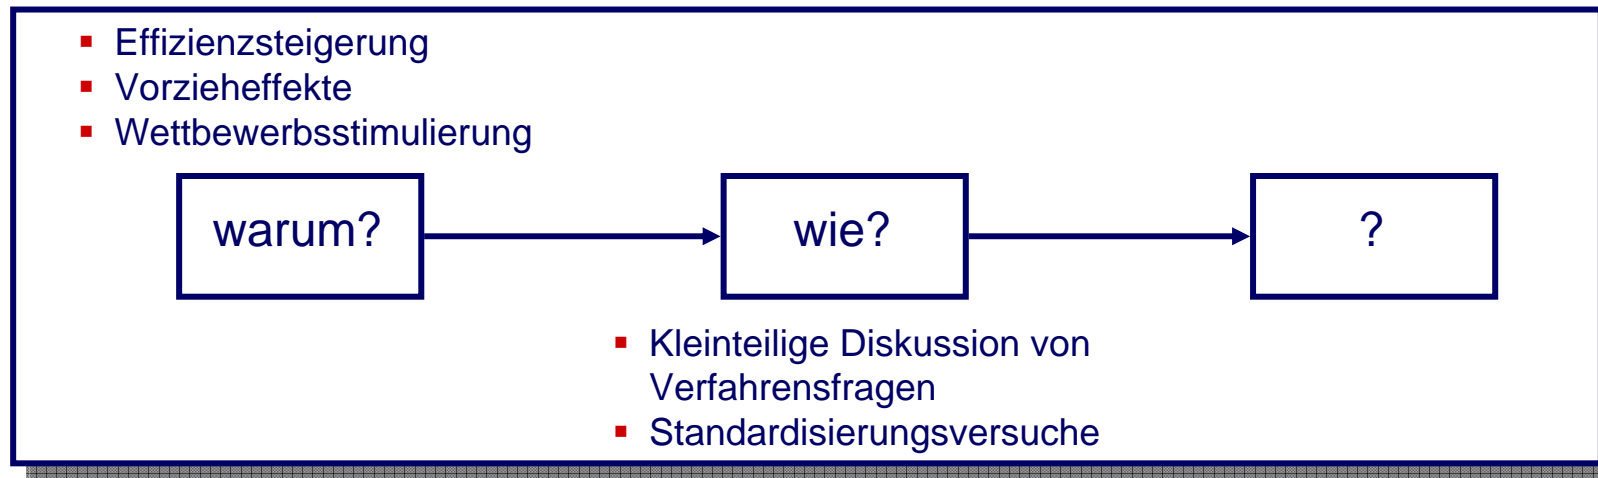 ▪ Effizienzsteigerung
▪ Vorzieheffekte
▪ Wettbewerbsstimulierung
warum?
wie?
?
▪ Kleinteilige Diskussion von
Verfahrensfragen
▪ Standardisierungsversuche